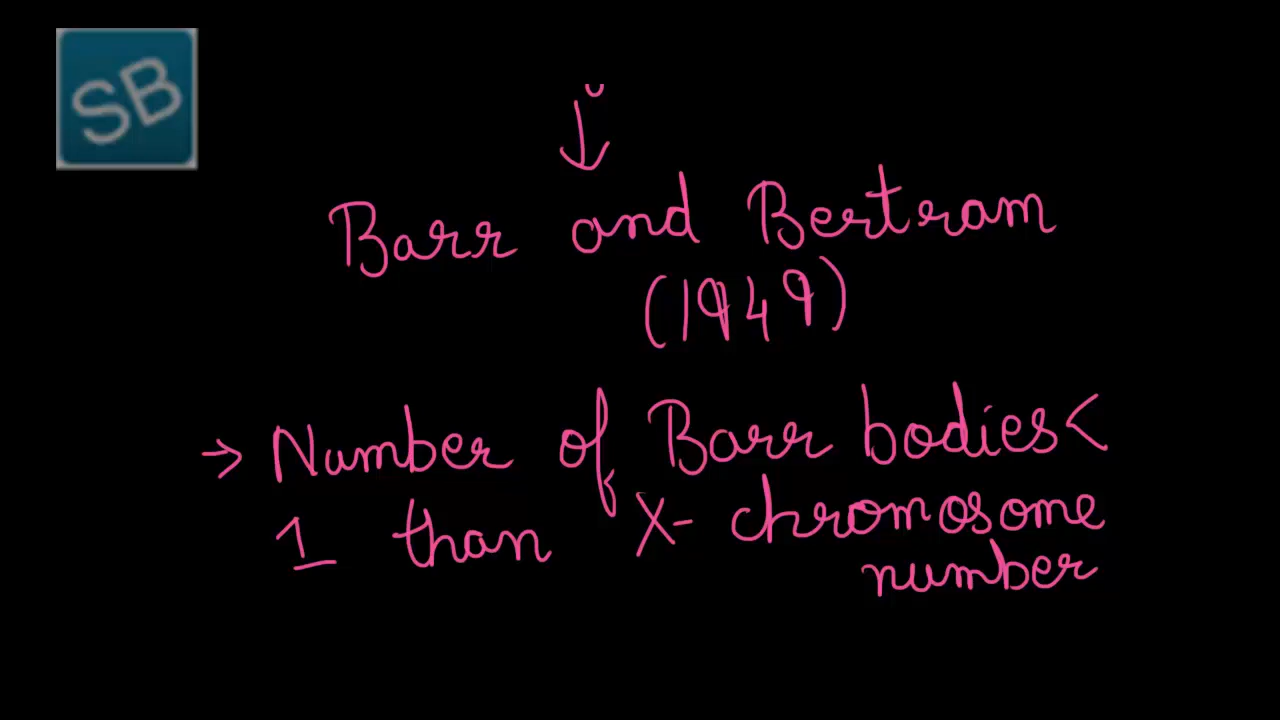 SB
↓
Barr and Bertram
(1949)
→ Number of Barr bodies <
1 than X- chromosome
number